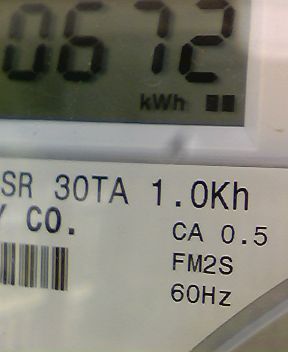 0672
kWh
SR 30TA 1.0Kh
Y CO.
CA 0.5
FM2S
60Hz